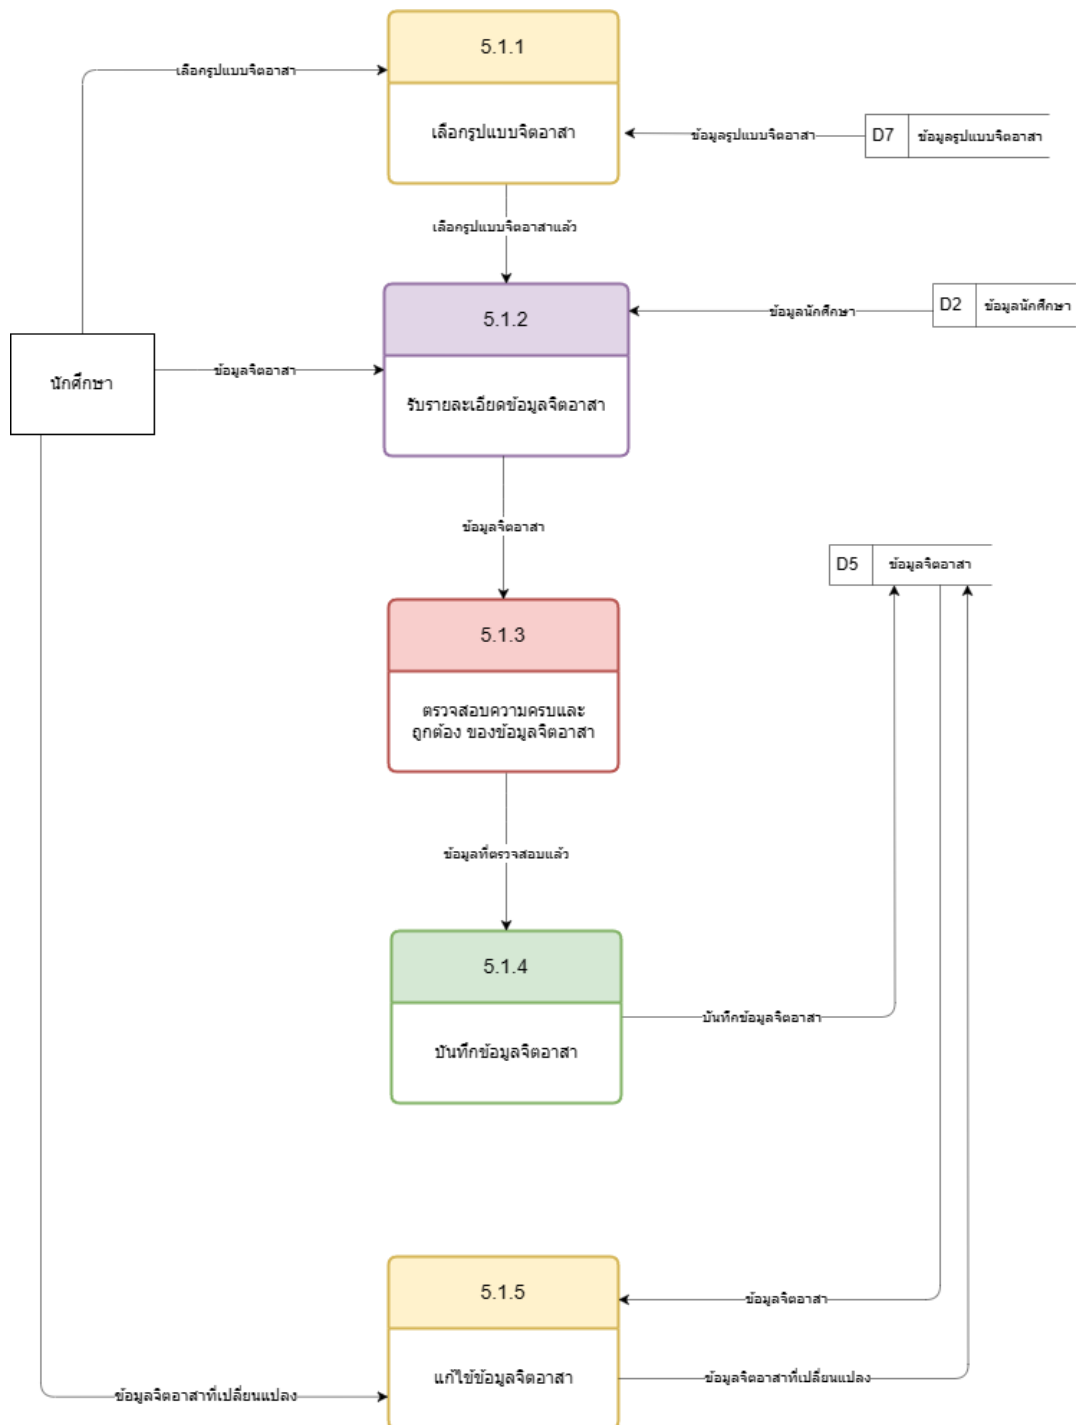 5.1.1
เลือกรูปแบบจิตอาสา
เลือกรูปแบบจิตอาสา
ข้อมูลรูปแบบจิตอาสา
D7
ข้อมูลรูปแบบจิตอาสา
เลือกรูปแบบจิตอาสาแล้ว
5.1.2
ข้อมูลนักศึกษา
D2
ข้อมูลนักศึกษา
นักศึกษา
ข้อมูลจิตอาสา
รับรายละเอียดข้อมูลจิตอาสา
ข้อมูลจิตอาสา
D5
ข้อมูลจิตอาสา
5.1.3
ตรวจสอบความครบและ
ถูกต้อง ของข้อมูลจิตอาสา
ข้อมูลที่ตรวจสอบแล้ว
5.1.4
บันทึกข้อมูลจิตอาสา
บันทึกข้อมูลจิตอาสา
5.1.5
ข้อมูลจิตอาสา
แก้ไข้ข้อมูลจิตอาสา
ข้อมูลจิตอาสาที่เปลี่ยนแปลง
ข้อมูลจิตอาสาที่เปลี่ยนแปลง